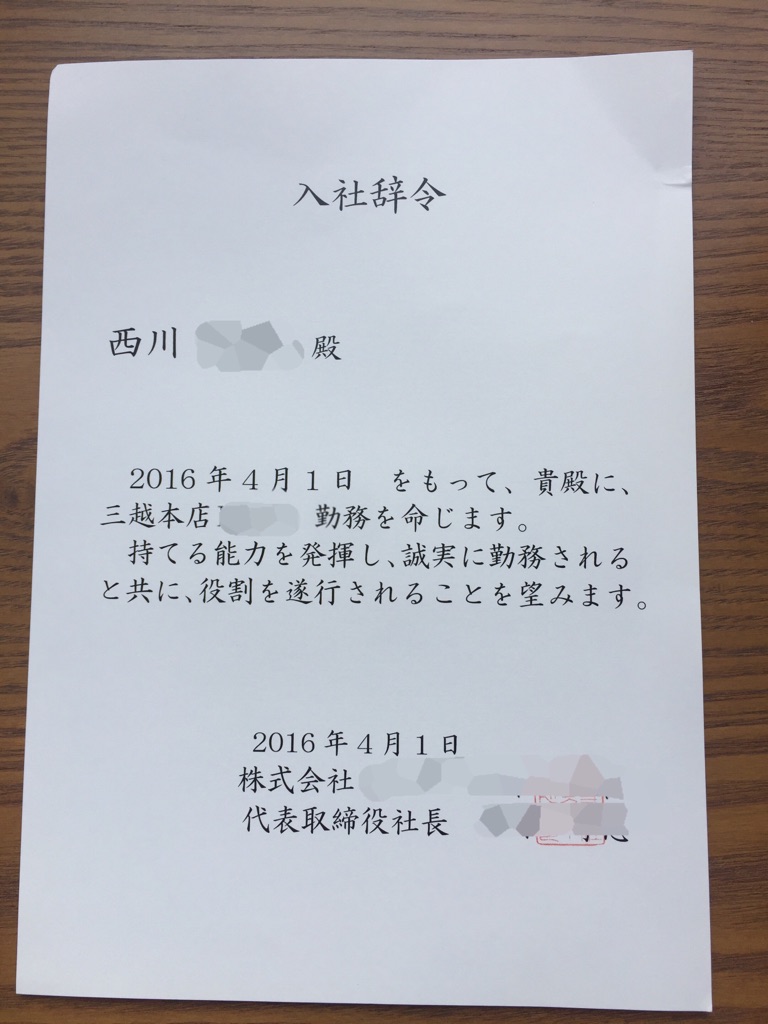 入社辞令
西川 殿
2016年4月1日 をもって、貴殿に、
三越本店 勤務を命じます。
持てる能力を発揮し、誠実に勤務される
と共に、役割を遂行されることを望みます。
2016年4月1日
株式会社
代表取締役社長